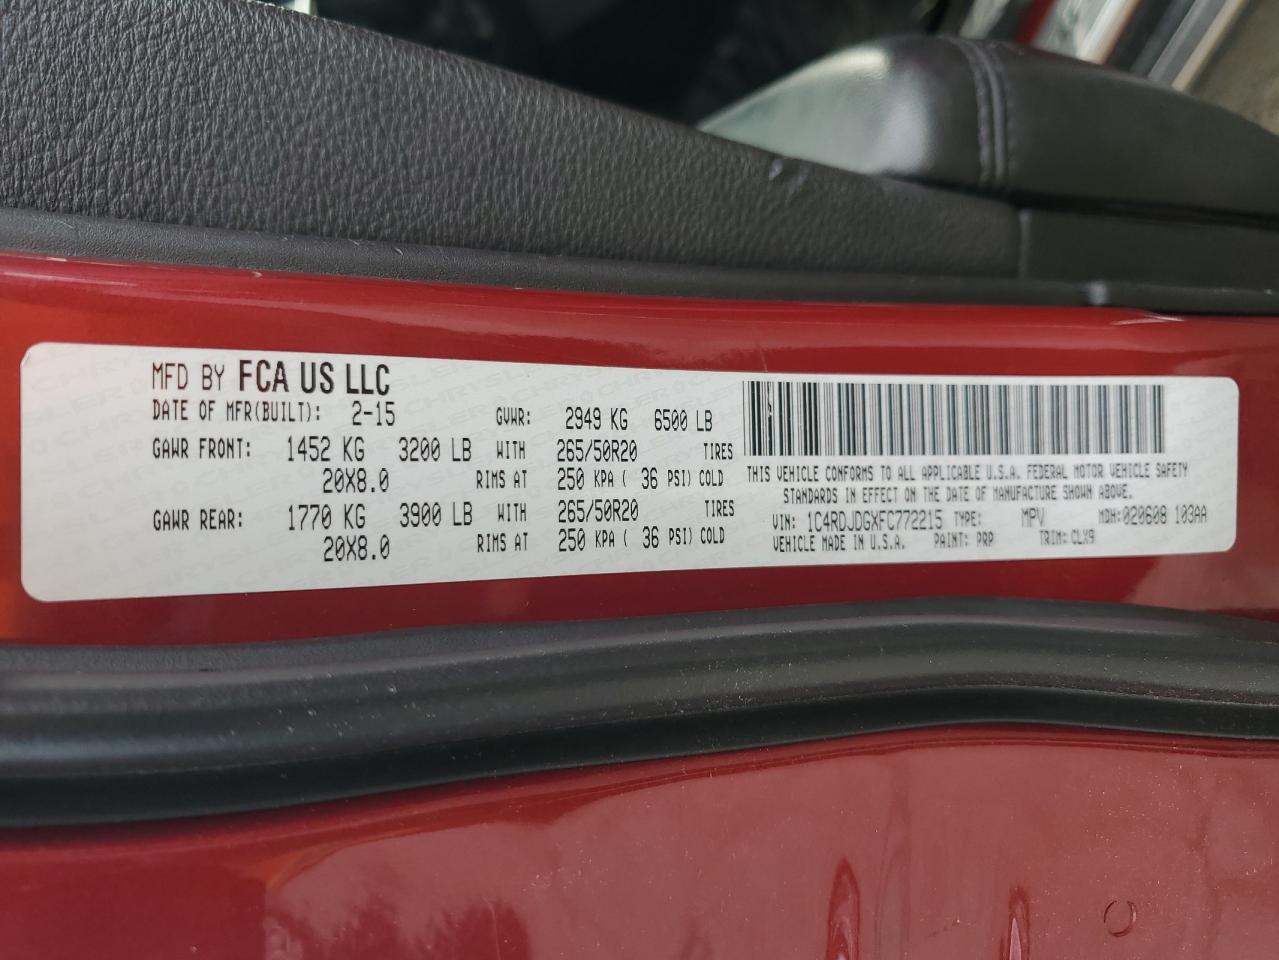 MFD BY FCA US LLC
DATE OF MFR(BUILT): 2-15 GVWR: 2949 KG 6500 LB
GAWR FRONT: 1452 KG 3200 LB WITH 265/50R20 TIRES
20X8.0 RIMS AT 250 KPA ( 36 PSI) COLD
GAWR REAR: 1770 KG 3900 LB WITH 265/50R20 TIRES
20X8.0 RIMS AT 250 KPA ( 36 PSI) COLD
THIS VEHICLE CONFORMS TO ALL APPLICABLE U.S.A. FEDERAL MOTOR VEHICLE SAFETY
STANDARDS IN EFFECT ON THE DATE OF MANUFACTURE SHOWN ABOVE.
VIN: 1C4RDJDGXFC772215 TYPE: MPV MDH:020608 103AA
VEHICLE MADE IN U.S.A. PAINT: PRP TRIM: CLX9